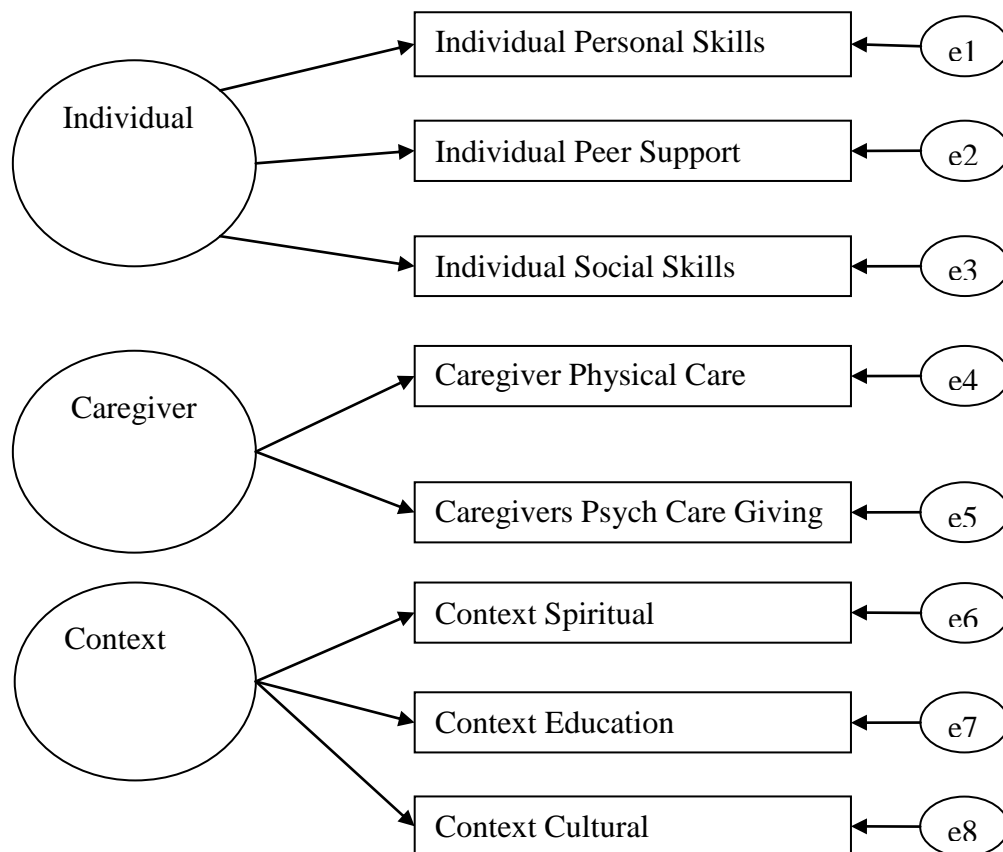 Individual Personal Skills
e1
Individual
Individual Peer Support
e2
Individual Social Skills
e3
Caregiver Physical Care
e4
Caregiver
Caregivers Psych Care Giving
e5
Context Spiritual
e6
Context
Context Education
e7
Context Cultural
e8